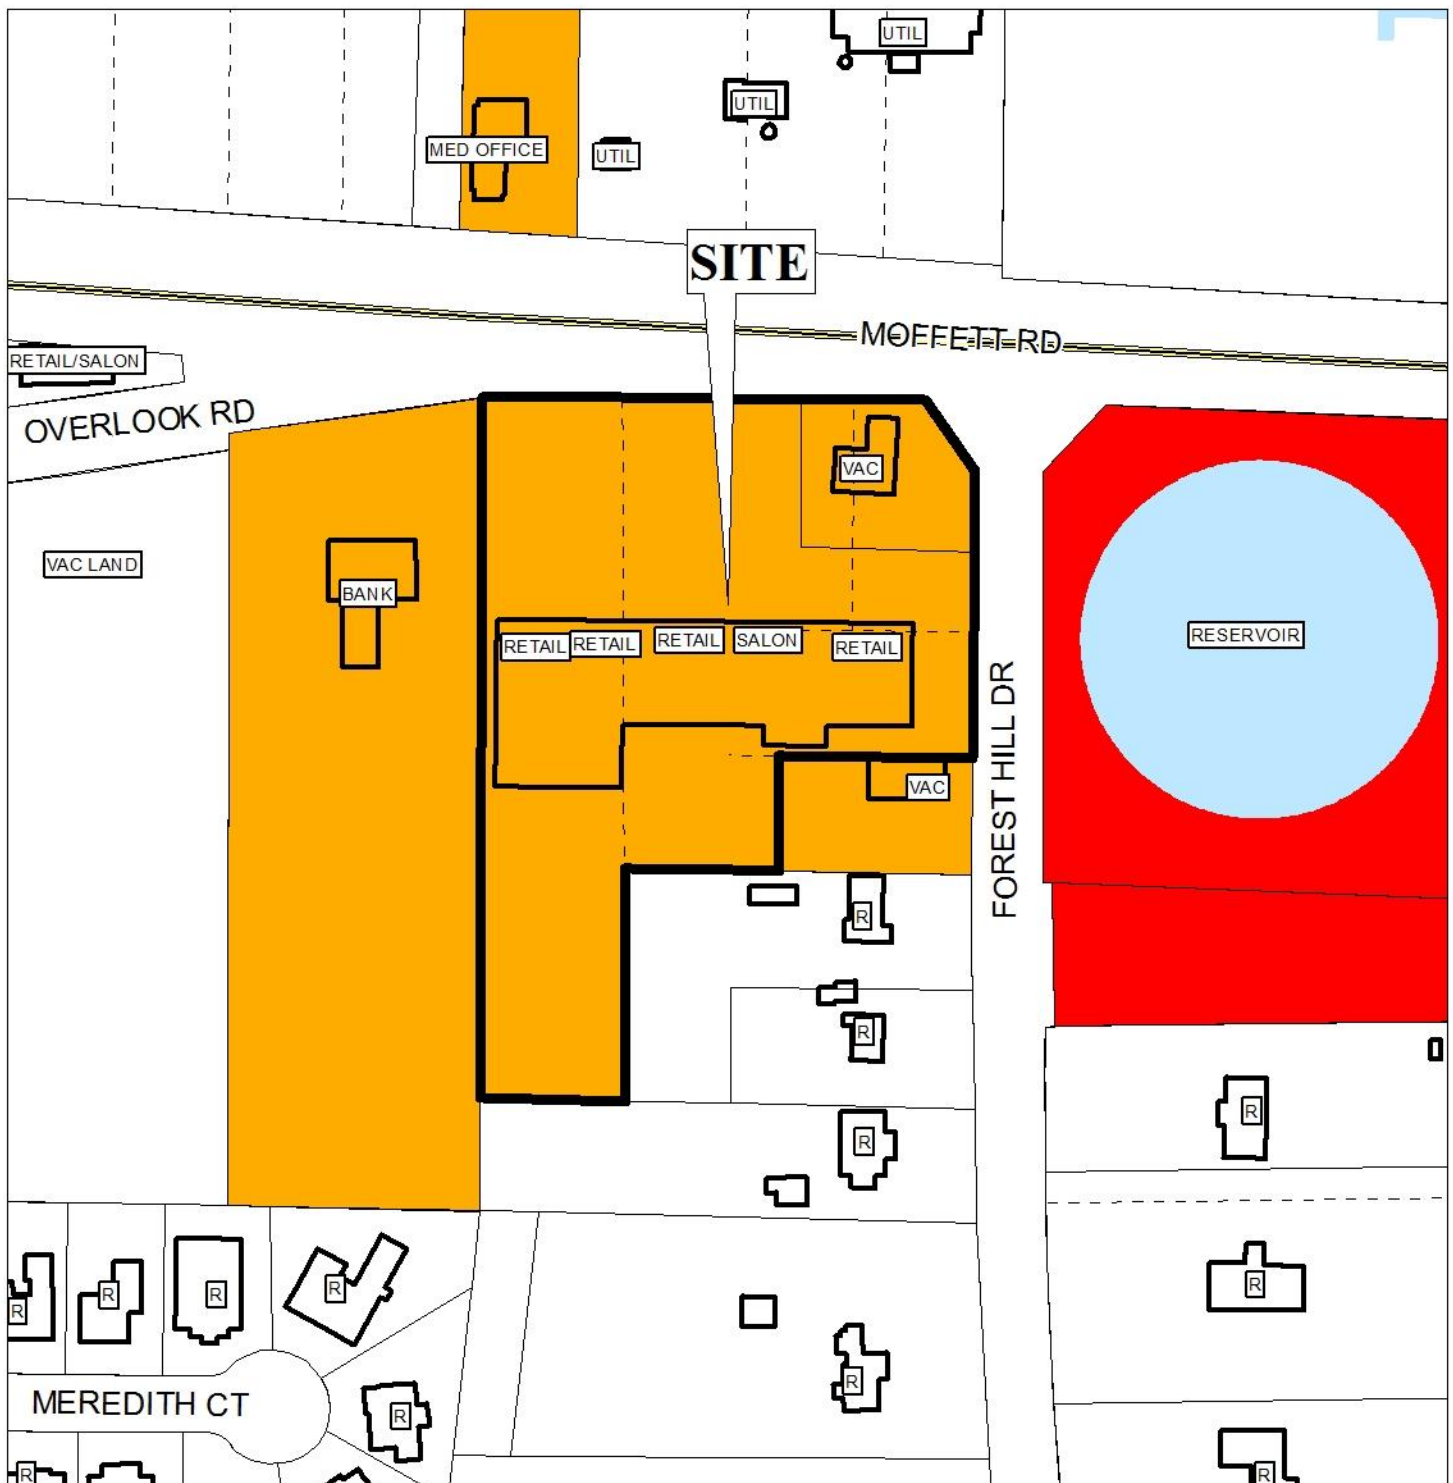 UTIL
UTIL
MED OFFICE
UTIL
SITE
MOFFETT RD
RETAIL/SALON
OVERLOOK RD
VAC
VAC LAND
BANK
RETAIL
RETAIL
RETAIL
SALON
RETAIL
RESERVOIR
FOREST HILL DR
VAC
R
R
R
R
R
R
R
R
R
R
MEREDITH CT
R
R
R
R